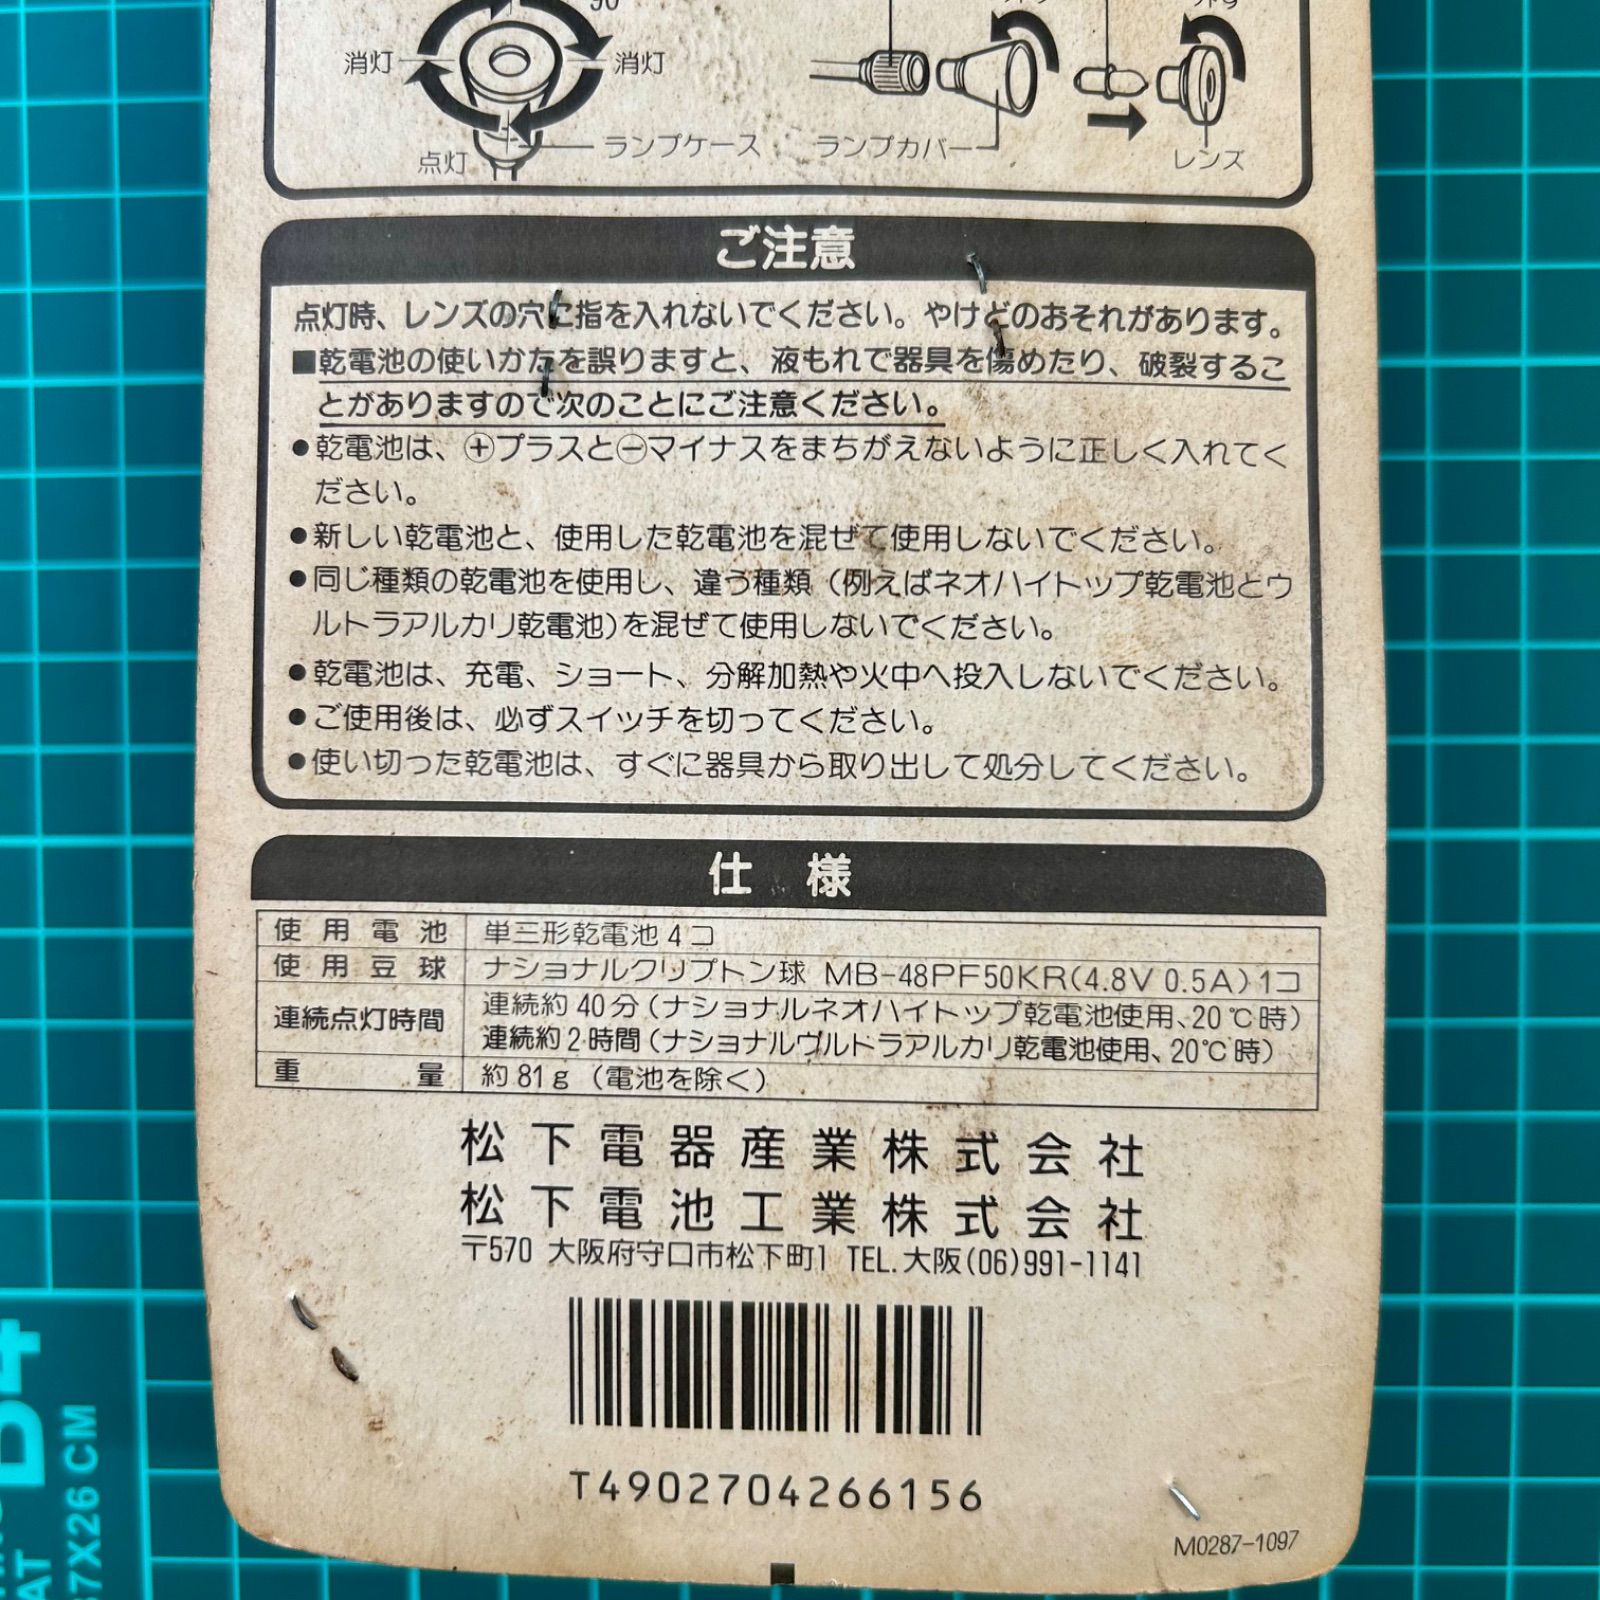 90°
消灯
消灯
点灯
ランプケース
ランプカバー
レンズ
ご注意
点灯時、レンズの穴に指を入れないでください。やけどのおそれがあります。
■乾電池の使いかたを誤りますと、液もれで器具を傷めたり、破裂するこ
とがありますので次のことにご注意ください。
●乾電池は、⊕プラスと⊖マイナスをまちがえないように正しく入れてく
ださい。
●新しい乾電池と、使用した乾電池を混ぜて使用しないでください。
●同じ種類の乾電池を使用し、違う種類（例えばネオハイトップ乾電池とウ
ルトラアルカリ乾電池）を混ぜて使用しないでください。
●乾電池は、充電、ショート、分解加熱や火中へ投入しないでください。
●ご使用後は、必ずスイッチを切ってください。
●使い切った乾電池は、すぐに器具から取り出して処分してください。
仕様
使用電池 単三形乾電池4コ
使用豆球 ナショナルクリプトン球 MB-48PF50KR(4.8V 0.5A)1コ
連続点灯時間 連続約40分（ナショナルネオハイトップ乾電池使用、20℃時）
連続約2時間（ナショナルウルトラアルカリ乾電池使用、20℃時）
重量 約81g（電池を除く）
松下電器産業株式会社
松下電池工業株式会社
〒570 大阪府守口市松下町1 TEL.大阪(06)991-1141
T4902704266156
M0287-1097
B4
37X26 CM